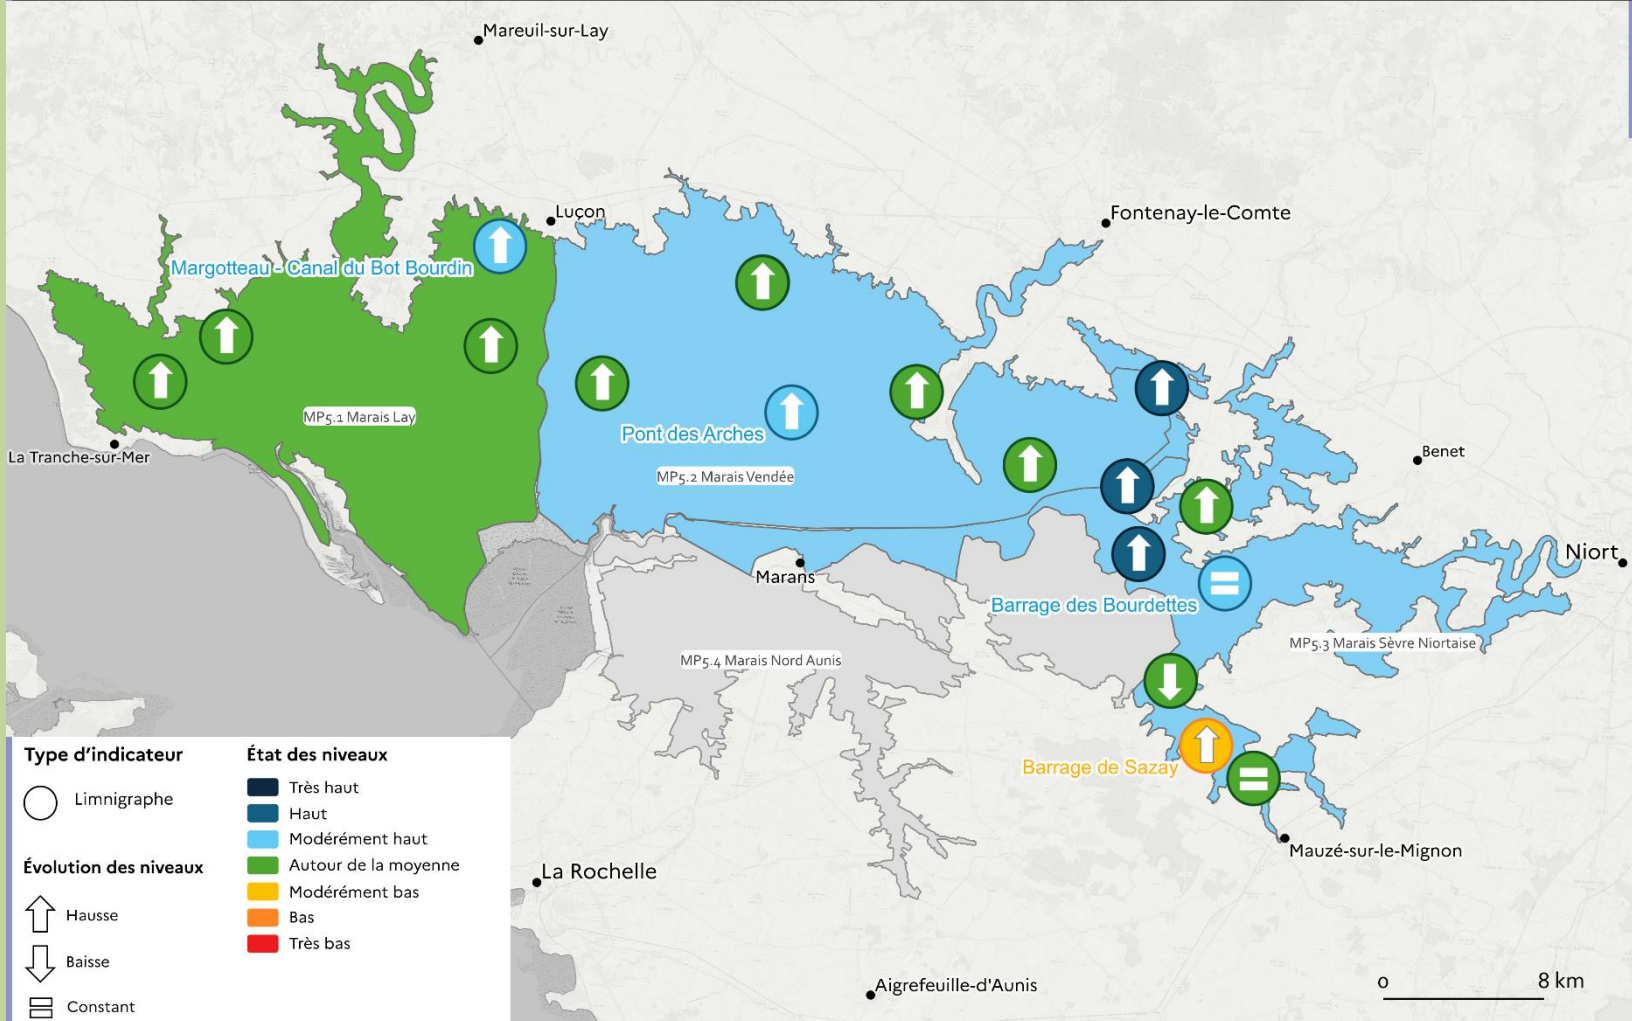 Mareuil-sur-Lay
Luçon
Fontenay-le-Comte
Margotteau - Canal du Bot Bourdin
MP5.1 Marais Lay
Pont des Arches
La Tranche-sur-Mer
Benet
MP5.2 Marais Vendée
Niort
Marans
Barrage des Bourdettes
MP5.3 Marais Sèvre Niortaise
MP5.4 Marais Nord Aunis
Barrage de Sazay
Mauzé-sur-le-Mignon
La Rochelle
Aigrefeuille-d'Aunis
0 8 km
Type d'indicateur
Limnigraphe
Évolution des niveaux
Hausse
Baisse
Constant
État des niveaux
Très haut
Haut
Modérément haut
Autour de la moyenne
Modérément bas
Bas
Très bas